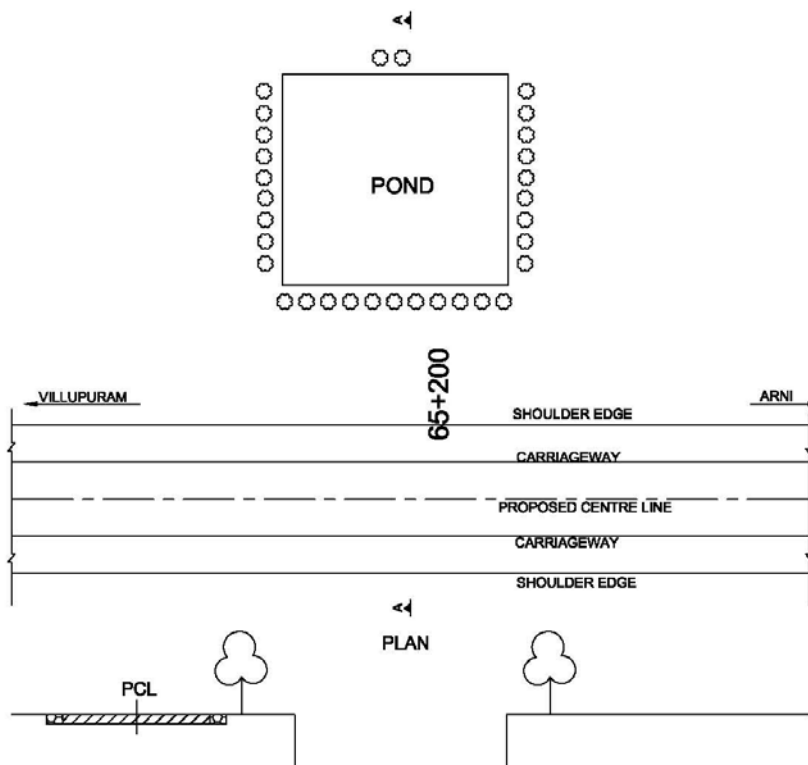 A
POND
65+200
VILLUPURAM
ARNI
SHOULDER EDGE
CARRIAGEWAY
PROPOSED CENTRE LINE
CARRIAGEWAY
SHOULDER EDGE
A
PLAN
PCL